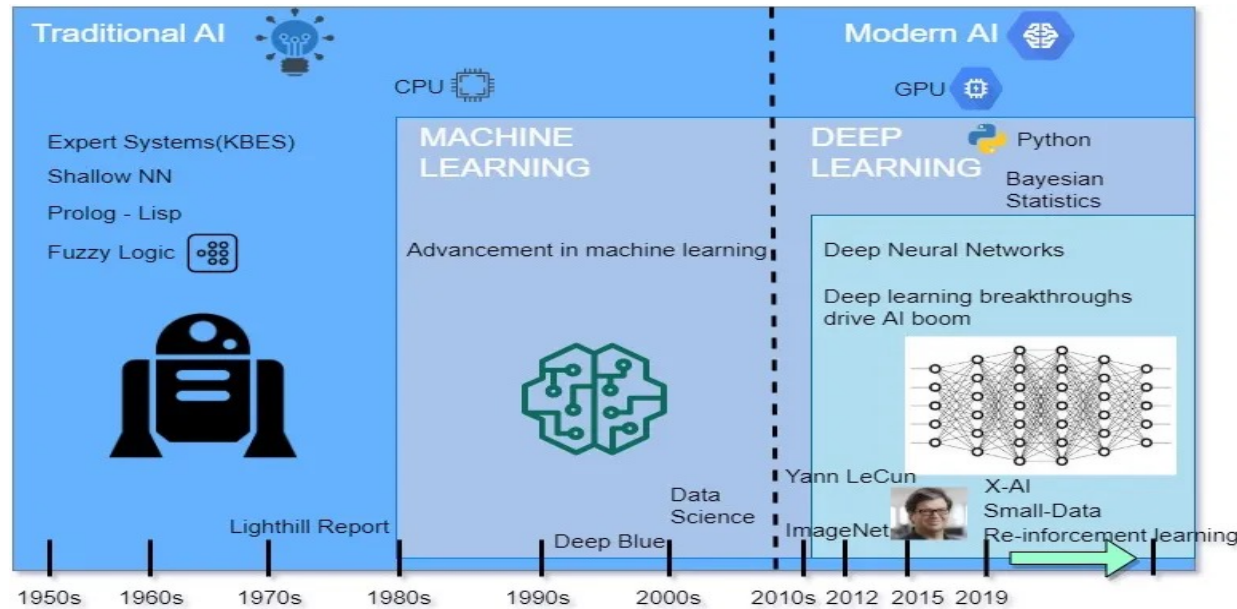 Traditional AI
Modern AI
CPU
GPU
Expert Systems(KBES)
Shallow NN
Prolog - Lisp
Fuzzy Logic
MACHINE
LEARNING
Advancement in machine learning
DEEP
LEARNING
Python
Bayesian
Statistics
Deep Neural Networks
Deep learning breakthroughs
drive AI boom
Lighthill Report
Deep Blue
Data
Science
Yann LeCun
ImageNet
X-AI
Small-Data
Re-inforcement learning
1950s 1960s 1970s 1980s 1990s 2000s 2010s 2012 2015 2019